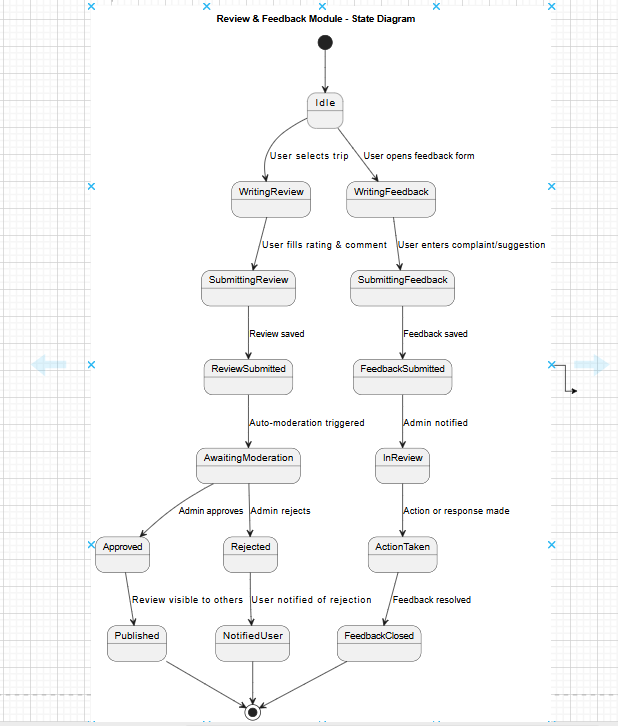 Review & Feedback Module - State Diagram
Idle
User selects trip
User opens feedback form
WritingReview
WritingFeedback
User fills rating & comment
User enters complaint/suggestion
SubmittingReview
SubmittingFeedback
Review saved
Feedback saved
ReviewSubmitted
FeedbackSubmitted
Auto-moderation triggered
Admin notified
AwaitingModeration
InReview
Admin approves
Admin rejects
Action or response made
Approved
Rejected
ActionTaken
Review visible to others
User notified of rejection
Feedback resolved
Published
NotifiedUser
FeedbackClosed